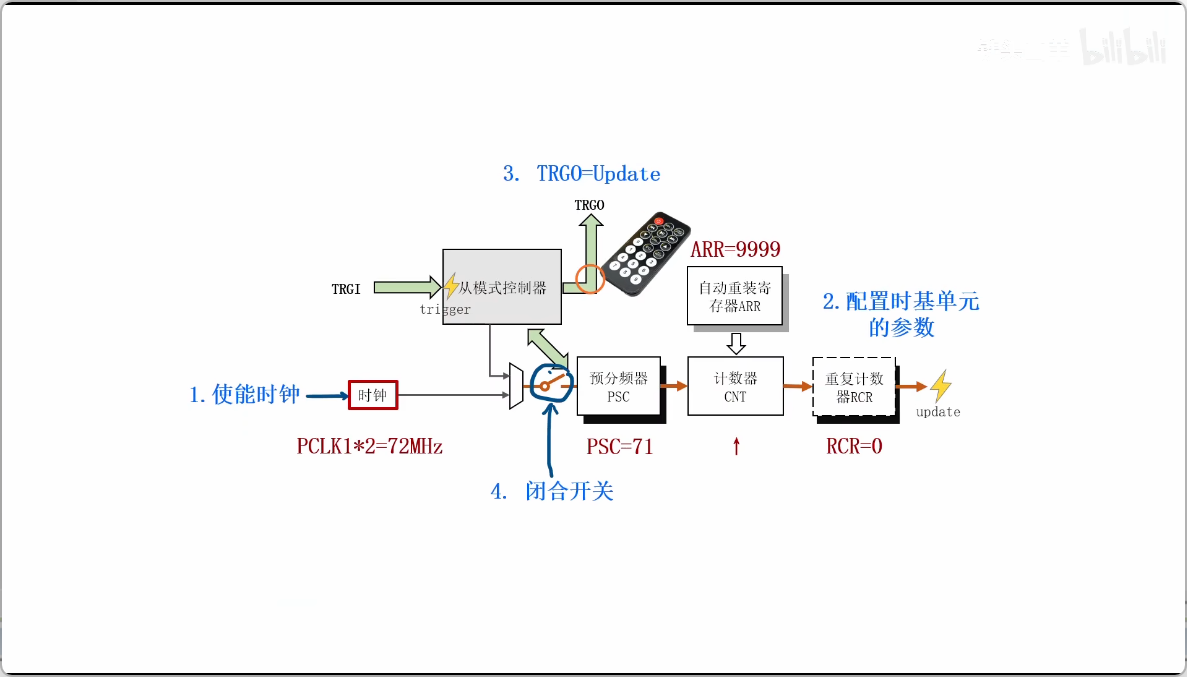 bilibili
3. TRGO=Update
TRGO
ARR=9999
TRGI
从模式控制器
trigger
自动重装寄
存器ARR
2.配置时基单元
的参数
1.使能时钟
时钟
预分频器
PSC
计数器
CNT
重复计数
器RCR
update
PCLK1*2=72MHz
PSC=71
↑
RCR=0
4. 闭合开关